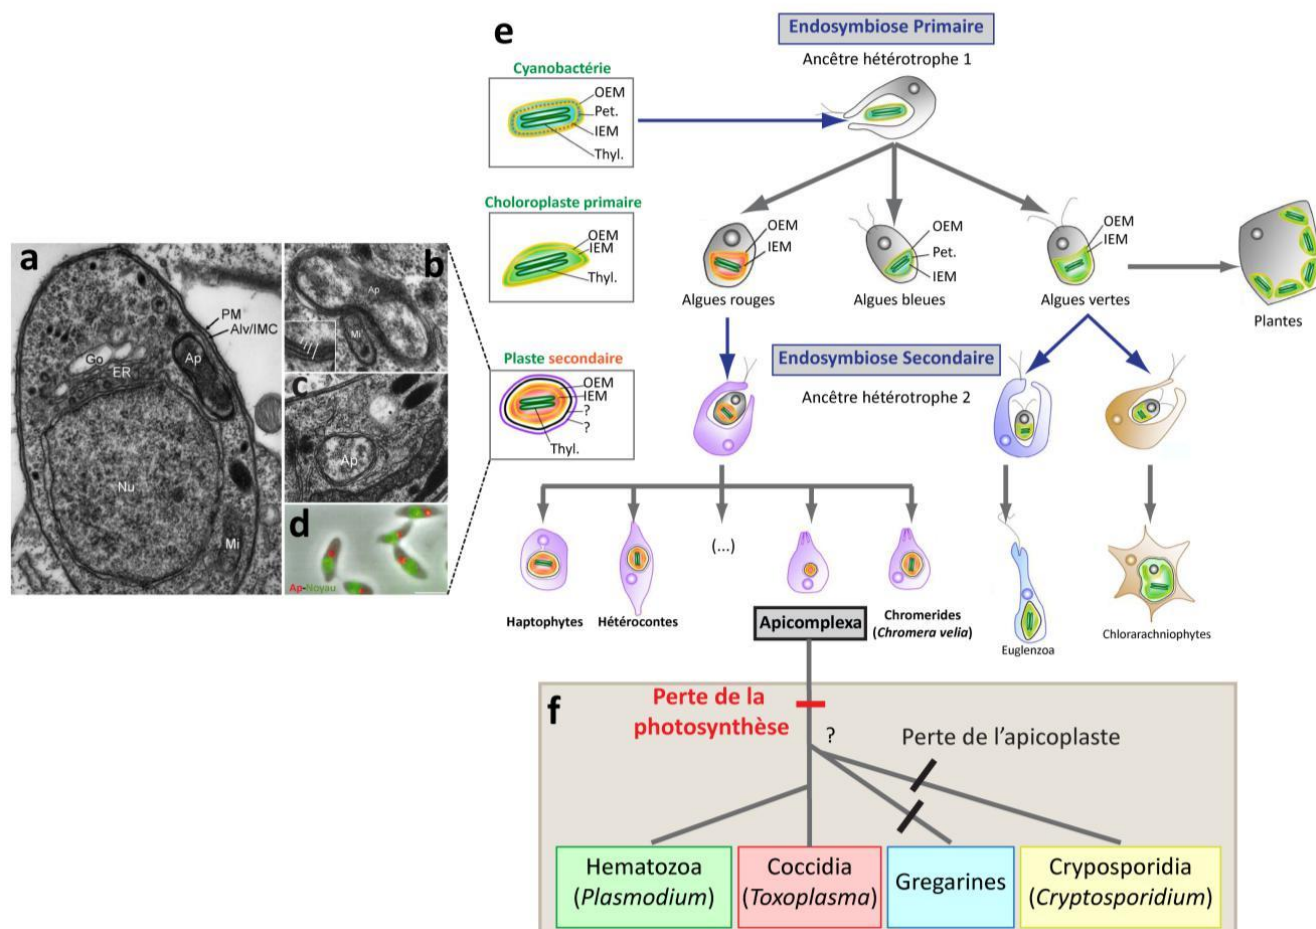 a
PM
Alv/IMC
Go
ER
Ap
Nu
Mi
b
Ap
Mi
c
Ap
d
Ap-Noyau
e
Endosymbiose Primaire
Ancêtre hétérotrophe 1
Cyanobactérie
OEM
Pet.
IEM
Thyl.
Choloroplaste primaire
OEM
IEM
Thyl.
OEM
IEM
Algues rouges
OEM
Pet.
IEM
Algues bleues
OEM
IEM
Algues vertes
Plantes
Plaste secondaire
OEM
IEM
?
?
Thyl.
Endosymbiose Secondaire
Ancêtre hétérotrophe 2
Haptophytes
Hétérocontes
(...)
Apicomplexa
Chromerides
(Chromera velia)
Euglenzoa
Chlorarachniophytes
f
Perte de la
photosynthèse
?
Perte de l'apicoplaste
Hematozoa
(Plasmodium)
Coccidia
(Toxoplasma)
Gregarines
Cryposporidia
(Cryptosporidium)